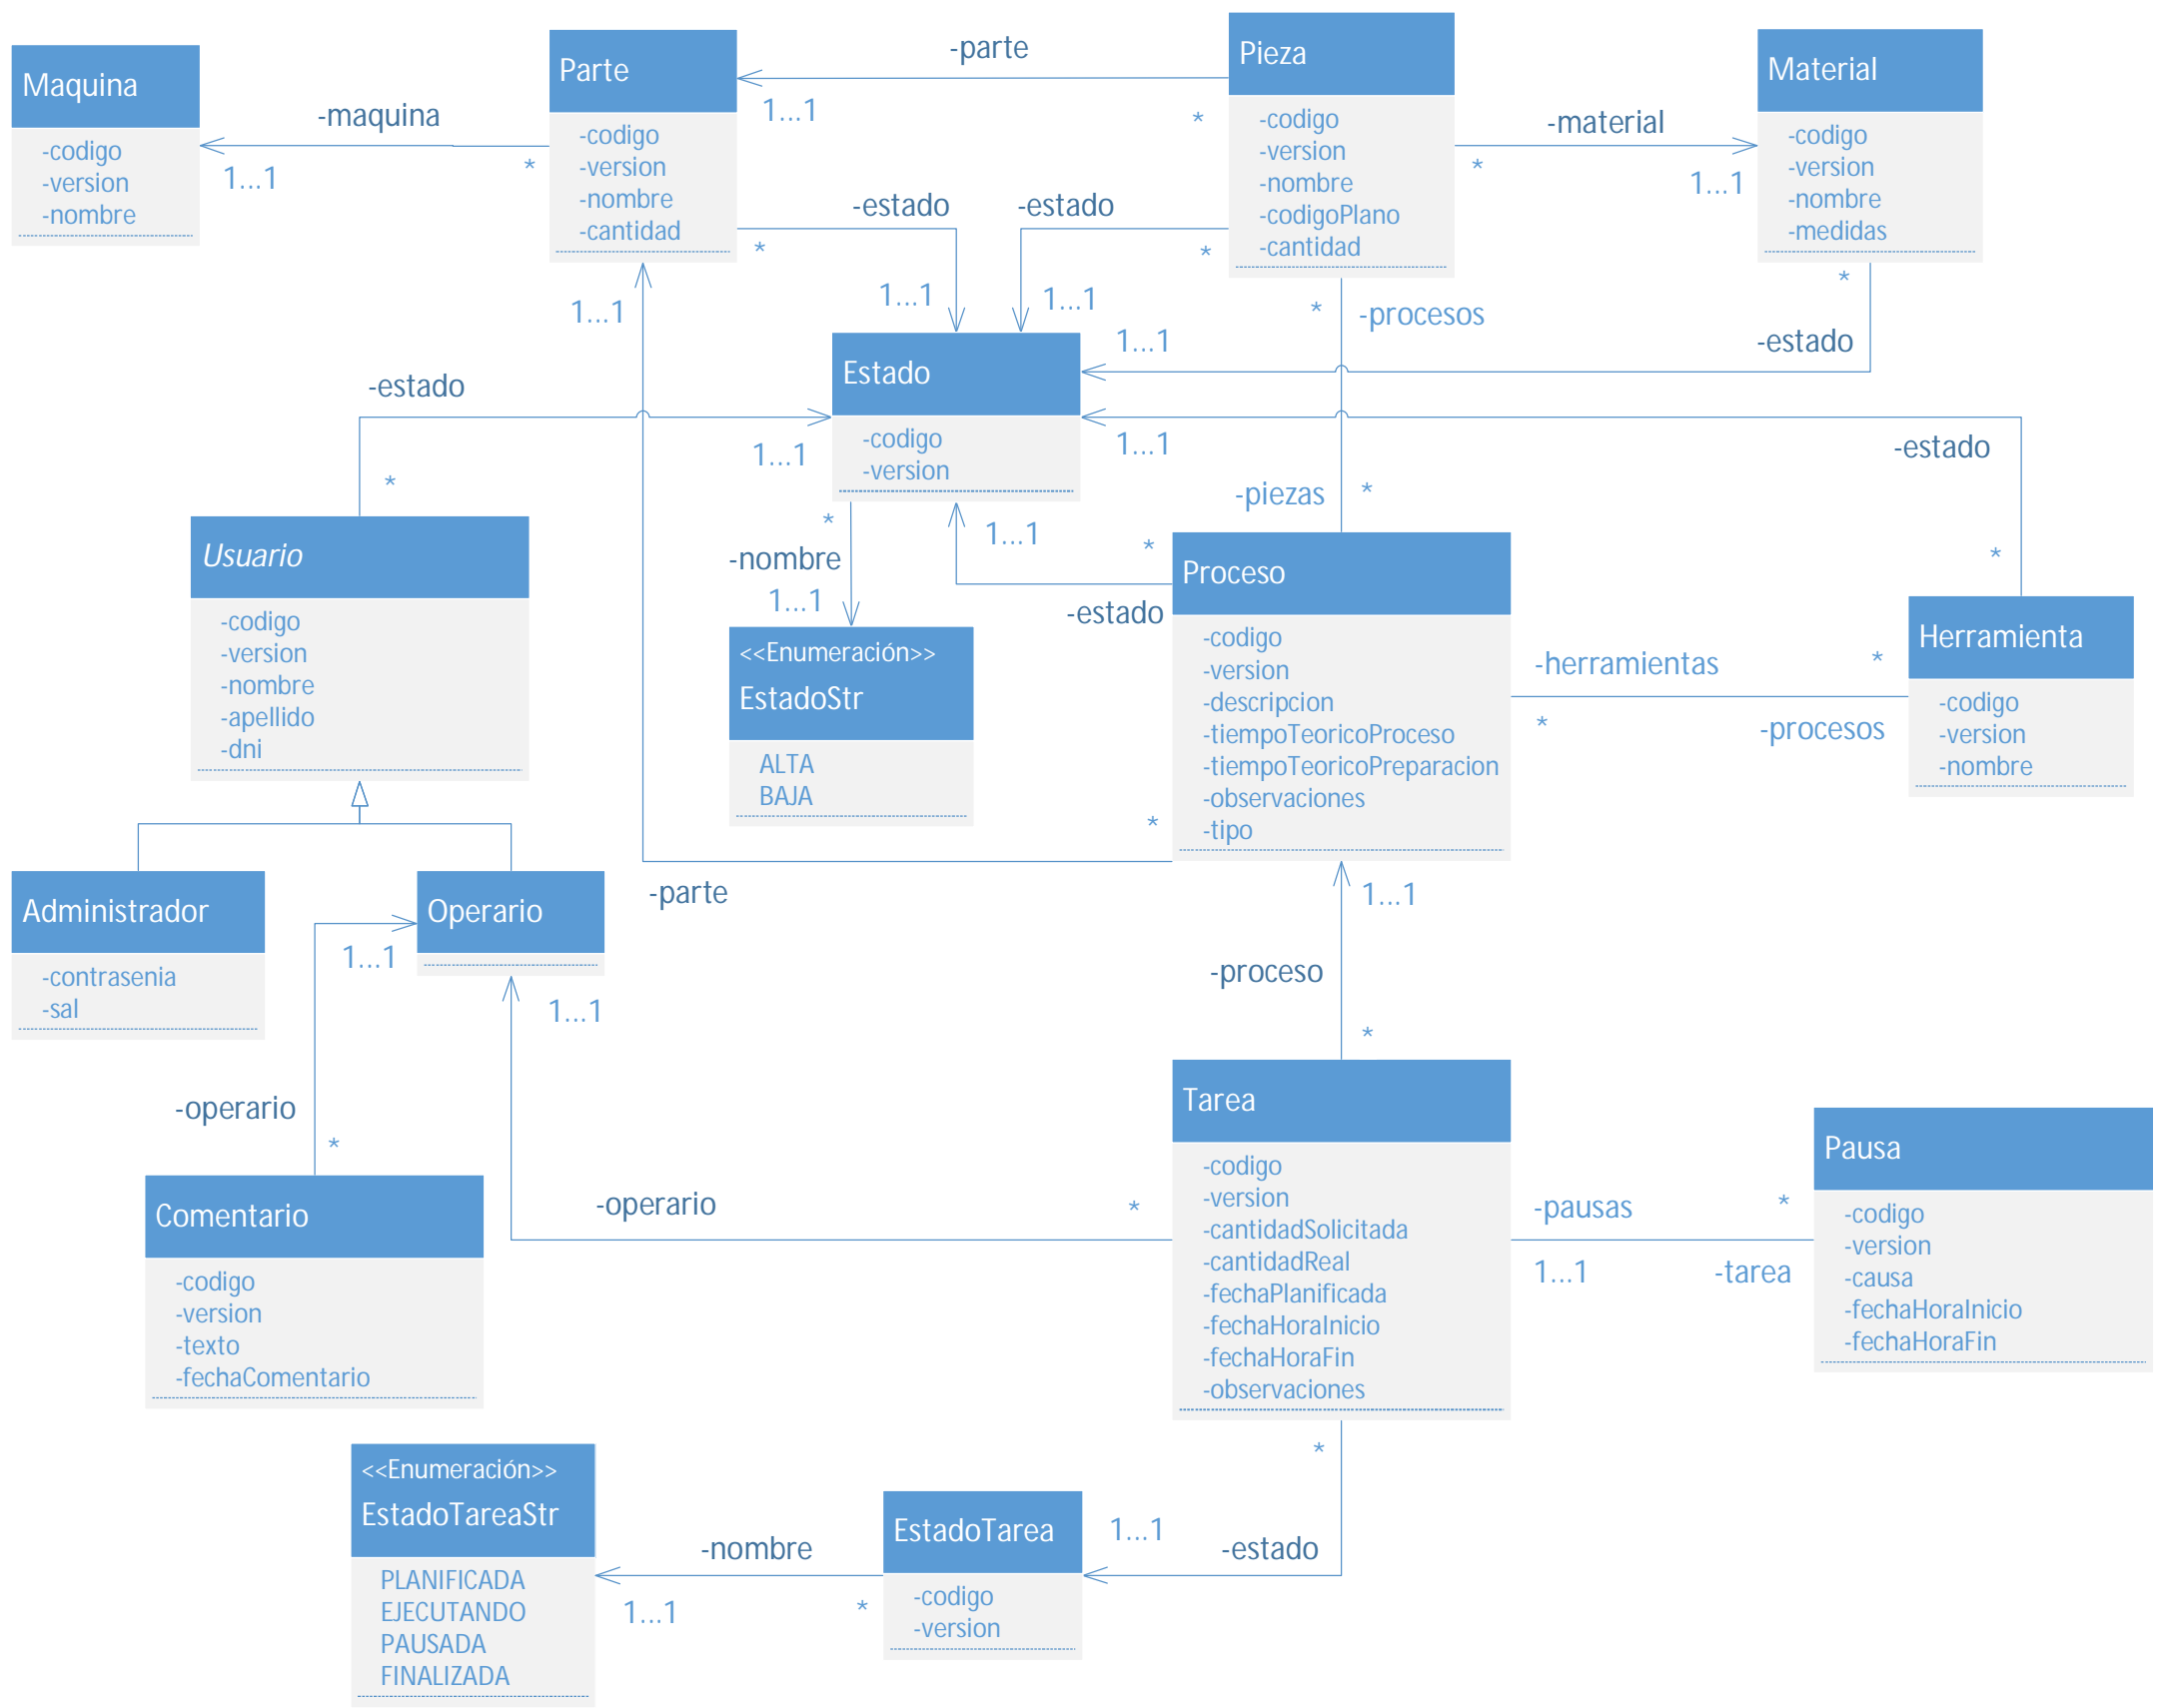 Maquina
-codigo
-version
-nombre
-maquina
1...1
*
Parte
-codigo
-version
-nombre
-cantidad
-parte
1...1
*
Pieza
-codigo
-version
-nombre
-codigoPlano
-cantidad
-material
*
1...1
Material
-codigo
-version
-nombre
-medidas
-estado
*
1...1
-estado
*
1...1
1...1
*
-procesos
*
-estado
1...1
-estado
1...1
*
Estado
-codigo
-version
1...1
1...1
-estado
*
-piezas
*
*
-nombre
1...1
1...1
*
-estado
Usuario
-codigo
-version
-nombre
-apellido
-dni
<<Enumeración>>
EstadoStr
ALTA
BAJA
Proceso
-codigo
-version
-descripcion
-tiempoTeoricoProceso
-tiempoTeoricoPreparacion
-observaciones
-tipo
-herramientas
*
*
-procesos
Herramienta
-codigo
-version
-nombre
*
-parte
Administrador
-contrasenia
-sal
Operario
1...1
1...1
1...1
-proceso
*
-operario
*
Comentario
-codigo
-version
-texto
-fechaComentario
-operario
*
Tarea
-codigo
-version
-cantidadSolicitada
-cantidadReal
-fechaPlanificada
-fechaHoraInicio
-fechaHoraFin
-observaciones
-pausas
*
1...1
-tarea
Pausa
-codigo
-version
-causa
-fechaHoraInicio
-fechaHoraFin
*
<<Enumeración>>
EstadoTareaStr
PLANIFICADA
EJECUTANDO
PAUSADA
FINALIZADA
-nombre
1...1
*
EstadoTarea
-codigo
-version
1...1
-estado